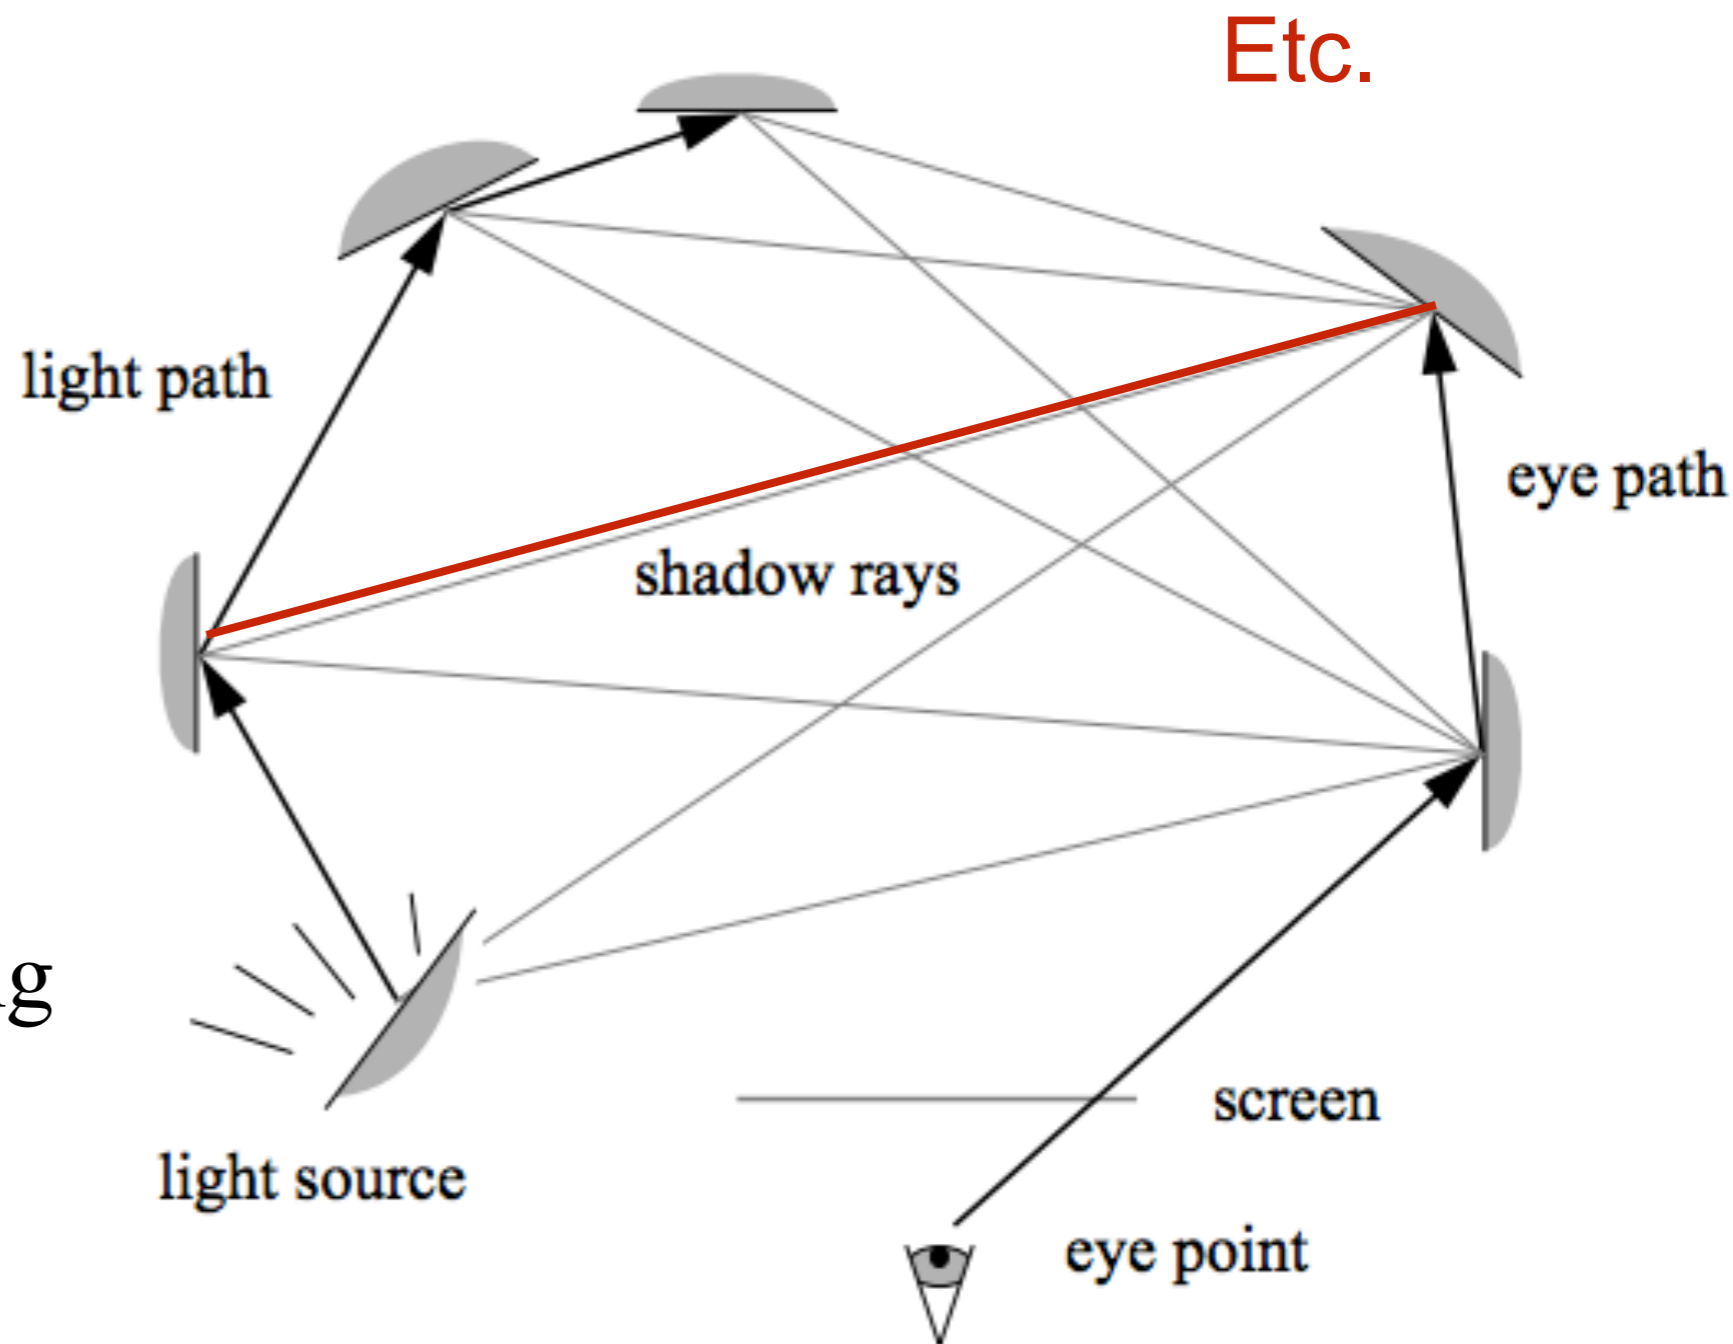 Etc.
light path
eye path
shadow rays
screen
light source
eye point